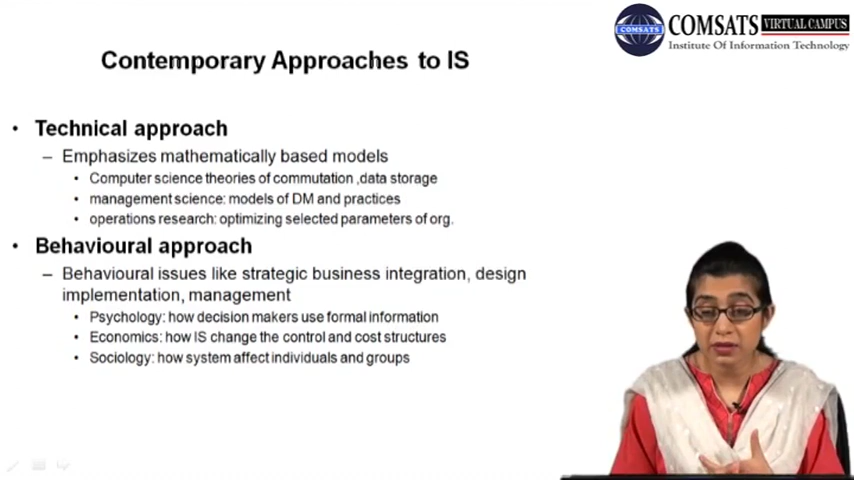 COMSATS VIRTUAL CAMPUS
Institute Of Information Technology
COMSATS
Contemporary Approaches to IS
• Technical approach
– Emphasizes mathematically based models
• Computer science theories of commutation ,data storage
• management science: models of DM and practices
• operations research: optimizing selected parameters of org.
• Behavioural approach
– Behavioural issues like strategic business integration, design
implementation, management
• Psychology: how decision makers use formal information
• Economics: how IS change the control and cost structures
• Sociology: how system affect individuals and groups